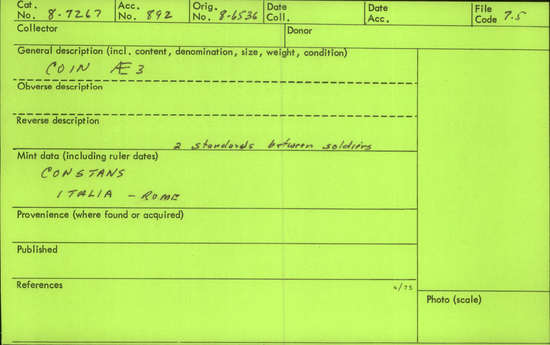 Cat. No. 8-7267 Acc. No. 892 Orig. No. 8-6536 Date Coll. Date Acc. File Code 7.5
Collector Donor
General description (incl. content, denomination, size, weight, condition)
COIN Æ 3
Obverse description
Reverse description
2 standards between soldiers
Mint data (including ruler dates)
CONSTANS
ITALIA - ROME
Provenience (where found or acquired)
Published
References
4/75
Photo (scale)